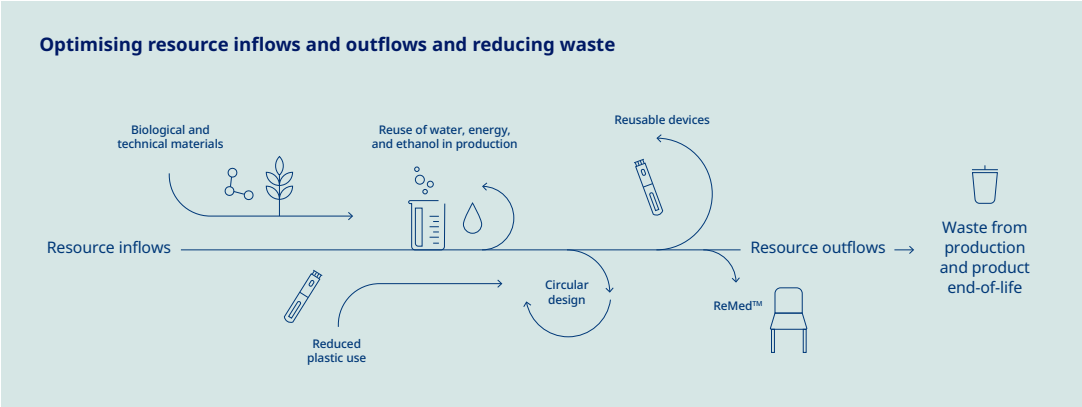 Optimising resource inflows and outflows and reducing waste
Biological and
technical materials
Reuse of water, energy,
and ethanol in production
Reusable devices
Resource inflows
Resource outflows
Waste from
production
and product
end-of-life
Circular
design
ReMed™
Reduced
plastic use